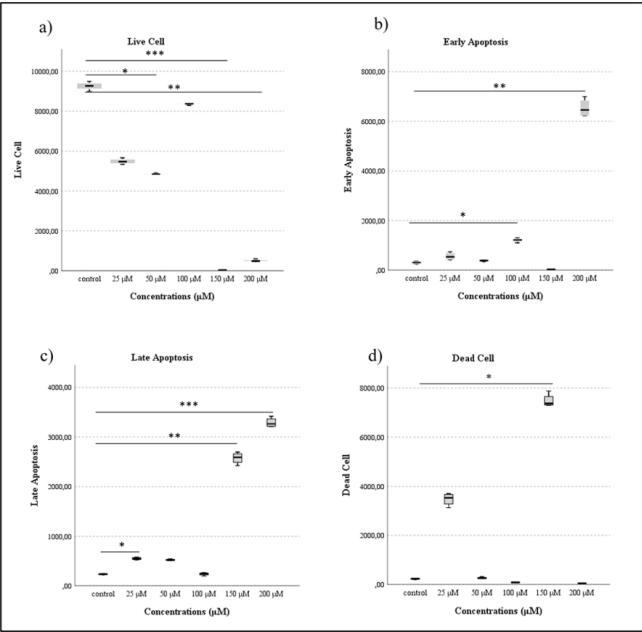 a)
Live Cell
***
*
**
10000,00
8000,00
6000,00
4000,00
2000,00
,00
Live Cell
control 25 µM 50 µM 100 µM 150 µM 200 µM
Concentrations (µM)
b)
Early Apoptosis
**
*
8000,00
6000,00
4000,00
2000,00
,00
Early Apoptosis
control 25 µM 50 µM 100 µM 150 µM 200 µM
Concentrations (µM)
c)
Late Apoptosis
***
**
*
4000,00
3000,00
2000,00
1000,00
,00
Late Apoptosis
control 25 µM 50 µM 100 µM 150 µM 200 µM
Concentrations (µM)
d)
Dead Cell
*
8000,00
6000,00
4000,00
2000,00
,00
Dead Cell
control 25 µM 50 µM 100 µM 150 µM 200 µM
Concentrations (µM)